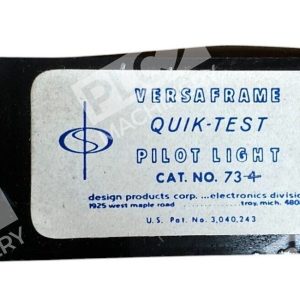 VERSAFRAME
QUIK-TEST
PILOT LIGHT
CAT. NO. 73-4
design products corp. ...electronics divisi
1925 west maple road ........ troy, mich. 480
U.S. Pat. No. 3,040,243